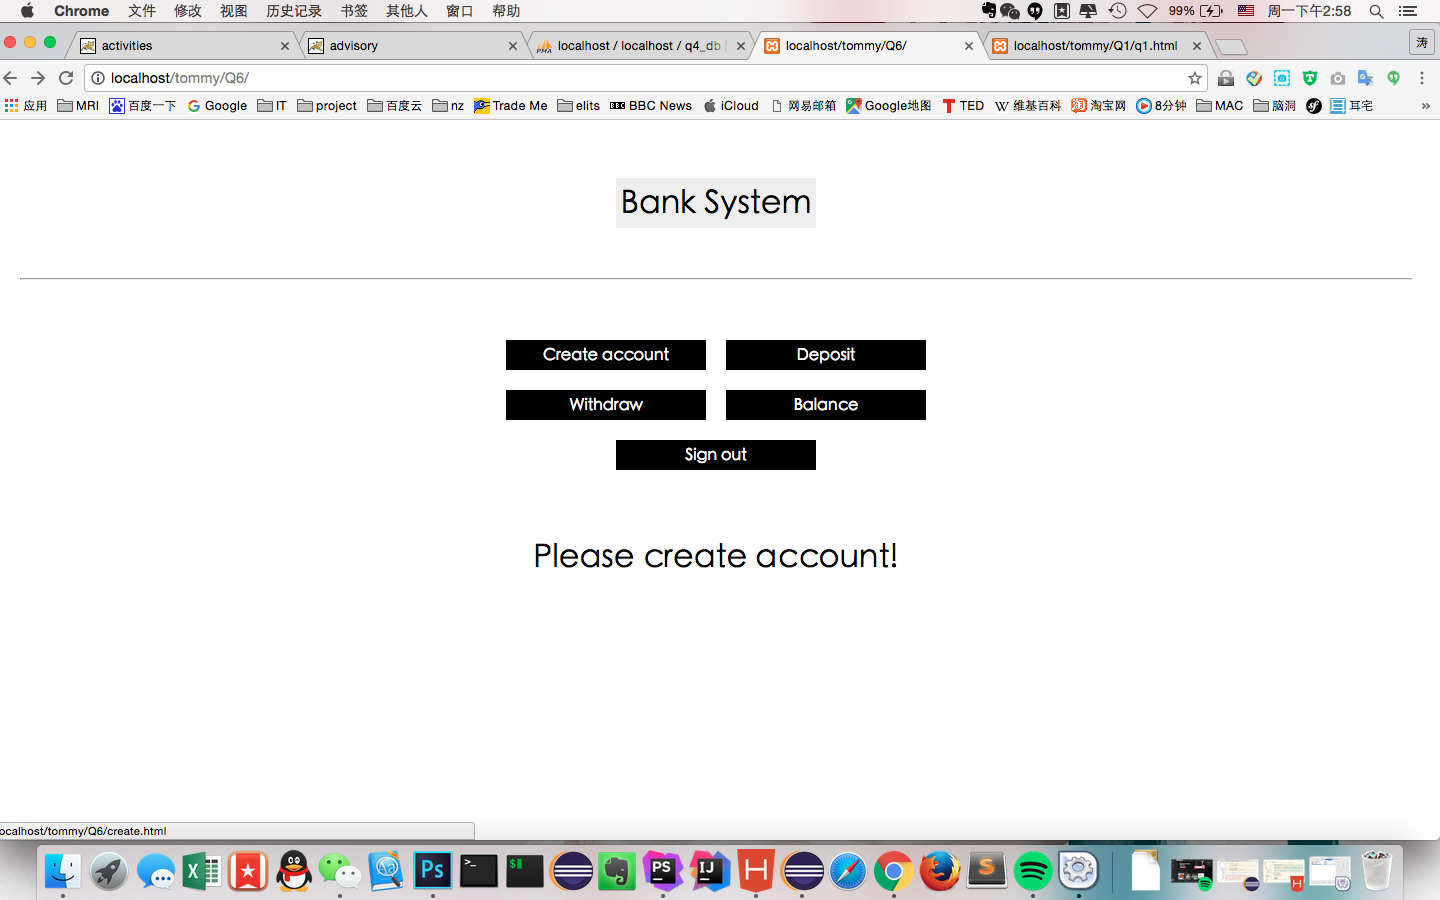 Chrome 文件 修改 视图 历史记录 书签 其他人 窗口 帮助 99% 周一下午2:58
activities advisory localhost / localhost / q4_db localhost/tommy/Q6/ localhost/tommy/Q1/q1.html 涛
localhost/tommy/Q6/
应用 MRI 百度一下 Google IT project 百度云 nz Trade Me elits BBC News iCloud 网易邮箱 Google地图 TED 维基百科 淘宝网 8分钟 MAC 脑洞 耳宅 »
Bank System
Create account Deposit
Withdraw Balance
Sign out
Please create account!
ocalhost/tommy/Q6/create.html